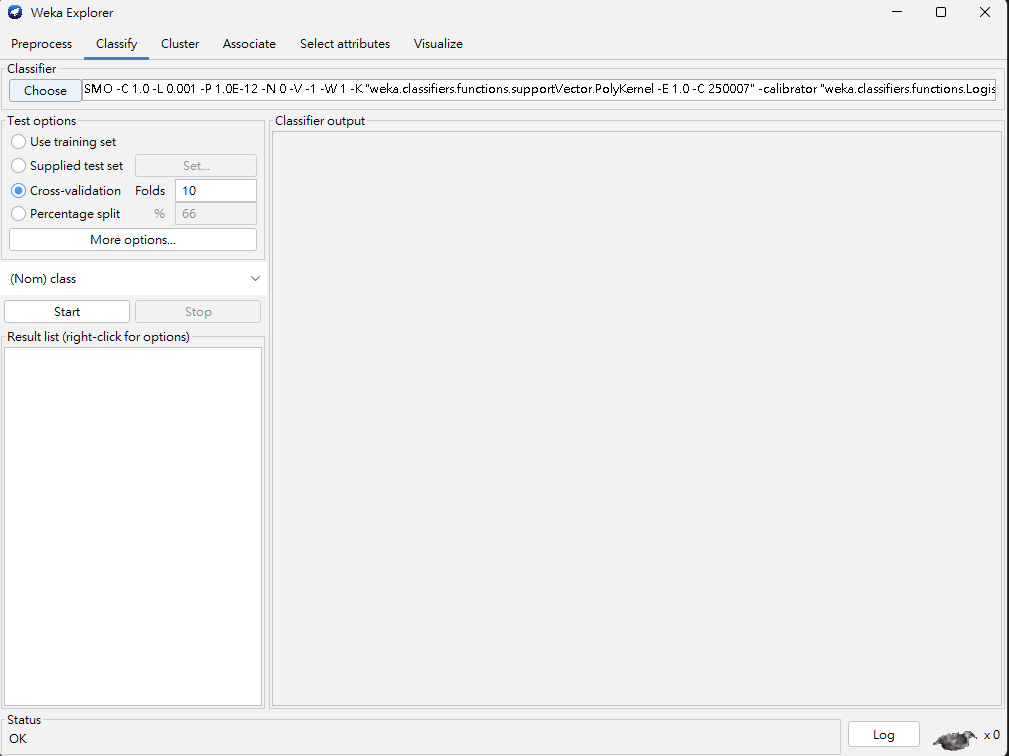 Weka Explorer
Preprocess Classify Cluster Associate Select attributes Visualize
Classifier
Choose SMO -C 1.0 -L 0.001 -P 1.0E-12 -N 0 -V -1 -W 1 -K "weka.classifiers.functions.supportVector.PolyKernel -E 1.0 -C 250007" -calibrator "weka.classifiers.functions.Logis
Test options
Use training set
Supplied test set Set...
Cross-validation Folds 10
Percentage split % 66
More options...
(Nom) class
Start Stop
Result list (right-click for options)
Classifier output
Status
OK
Log x 0